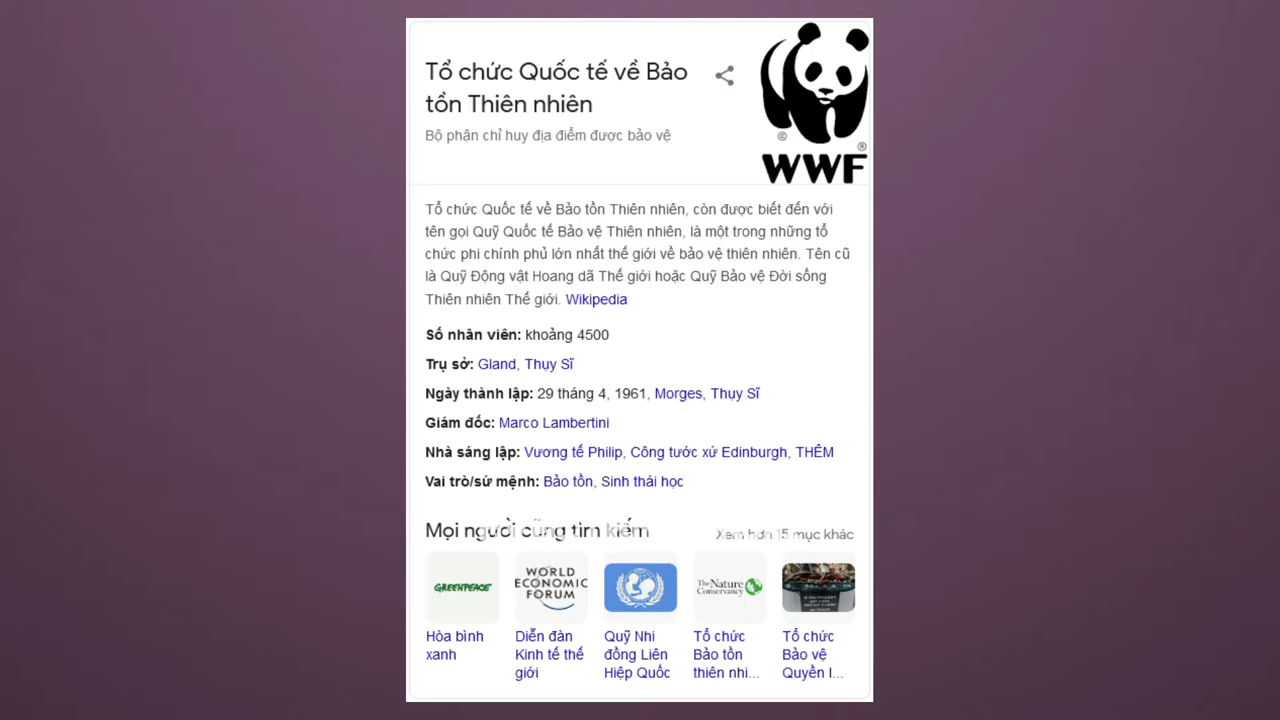 Tổ chức Quốc tế về Bảo
tồn Thiên nhiên
Bộ phận chỉ huy địa điểm được bảo vệ
©
®
WWF
Tổ chức Quốc tế về Bảo tồn Thiên nhiên, còn được biết đến với
tên gọi Quỹ Quốc tế Bảo vệ Thiên nhiên, là một trong những tổ
chức phi chính phủ lớn nhất thế giới về bảo vệ thiên nhiên. Tên cũ
là Quỹ Động vật Hoang dã Thế giới hoặc Quỹ Bảo vệ Đời sống
Thiên nhiên Thế giới. Wikipedia
Số nhân viên: khoảng 4500
Trụ sở: Gland, Thụy Sĩ
Ngày thành lập: 29 tháng 4, 1961, Morges, Thụy Sĩ
Giám đốc: Marco Lambertini
Nhà sáng lập: Vương tế Philip, Công tước xứ Edinburgh, THÊM
Vai trò/sứ mệnh: Bảo tồn, Sinh thái học
Mọi người cũng tìm kiếm
Xem hơn 15 mục khác
GREENPEACE
WORLD
ECONOMIC
FORUM
The Nature
Conservancy
Hòa bình
xanh
Diễn đàn
Kinh tế thế
giới
Quỹ Nhi
đồng Liên
Hiệp Quốc
Tổ chức
Bảo tồn
thiên nhi...
Tổ chức
Bảo vệ
Quyền l...